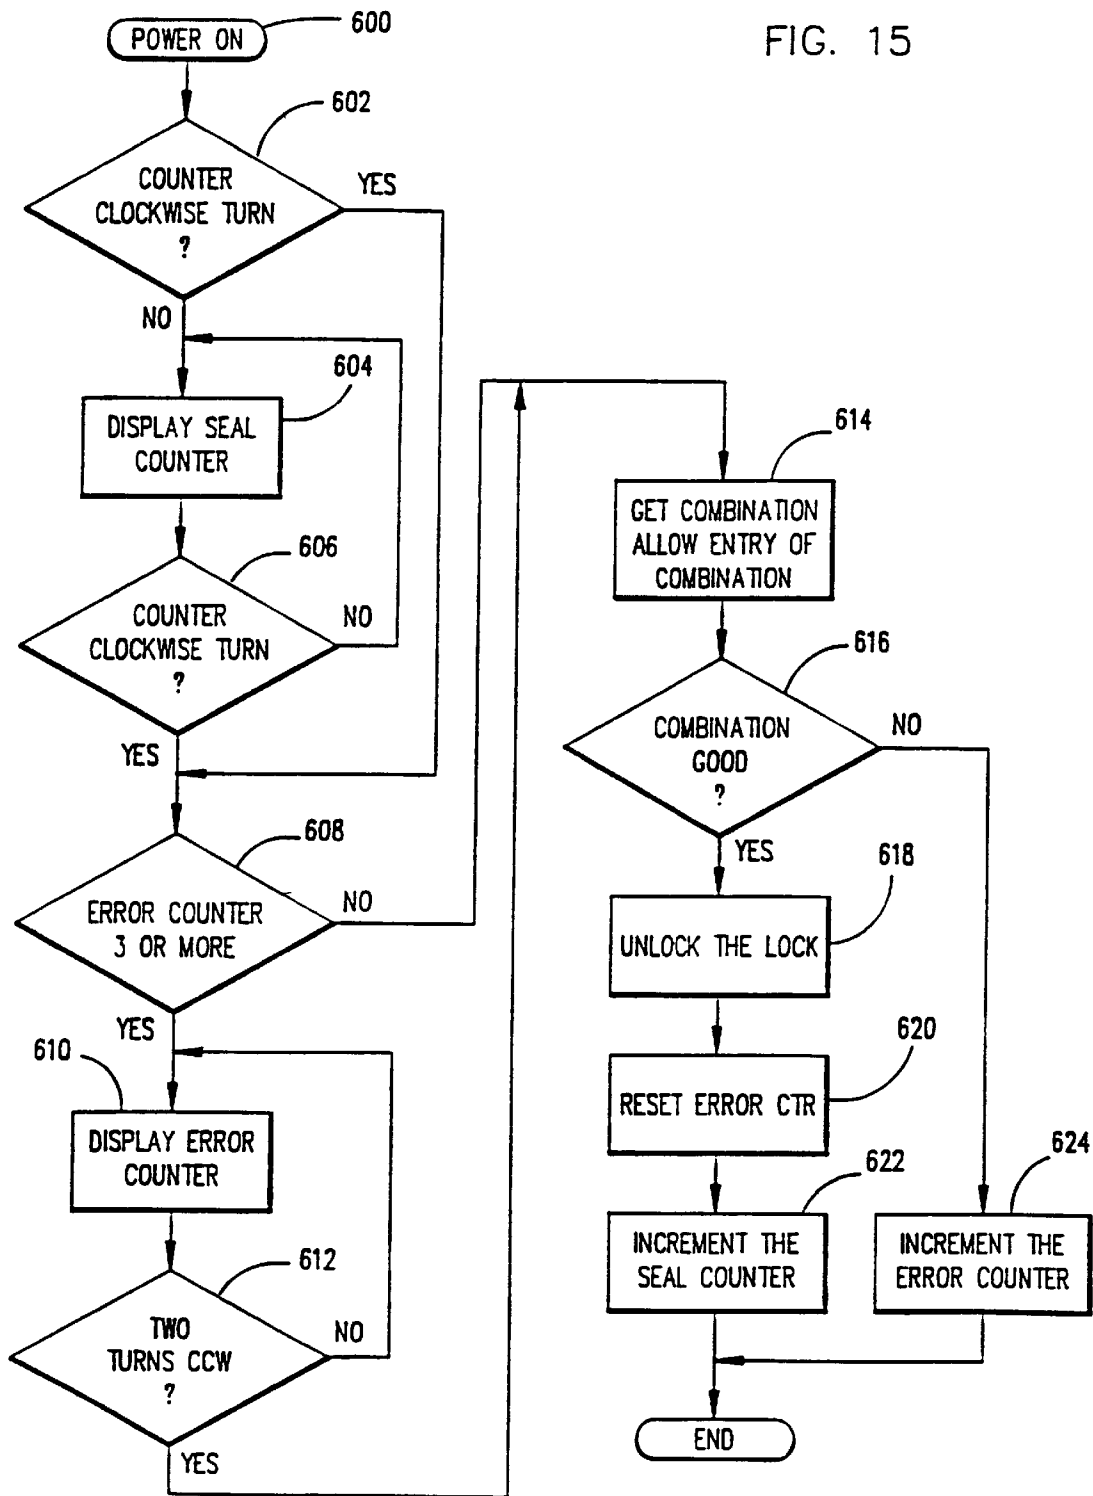 FIG. 15
POWER ON
600
602
COUNTER
CLOCKWISE TURN
?
YES
NO
604
DISPLAY SEAL
COUNTER
606
COUNTER
CLOCKWISE TURN
?
NO
YES
608
ERROR COUNTER
3 OR MORE
NO
YES
610
DISPLAY ERROR
COUNTER
612
TWO
TURNS CCW
?
NO
YES
614
GET COMBINATION
ALLOW ENTRY OF
COMBINATION
616
COMBINATION
GOOD
?
NO
YES
618
UNLOCK THE LOCK
620
RESET ERROR CTR
622
INCREMENT THE
SEAL COUNTER
624
INCREMENT THE
ERROR COUNTER
END